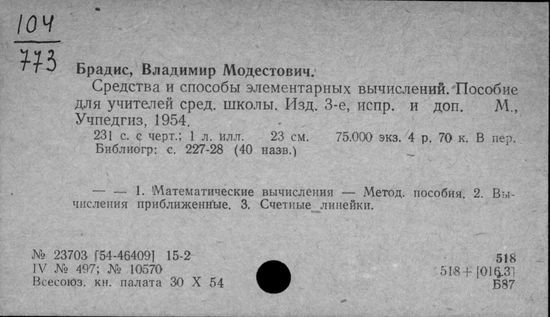 104
773
Брадис, Владимир Модестович.
Средства и способы элементарных вычислений. Пособие
для учителей сред. школы. Изд. 3-е, испр. и доп. М.,
Учпедгиз, 1954.
231 с. с черт.; 1 л. илл. 23 см. 75.000 экз. 4 р. 70 к. В пер.
Библиогр: с. 227-28 (40 назв.)
— — 1. Математические вычисления — Метод. пособия. 2. Вы-
числения приближенные. 3. Счетные линейки.
№ 23703 [54-46409] 15-2
518
IV № 497; № 10570
518+[016.3]
Всесоюз. кн. палата 30 X 54
Б87